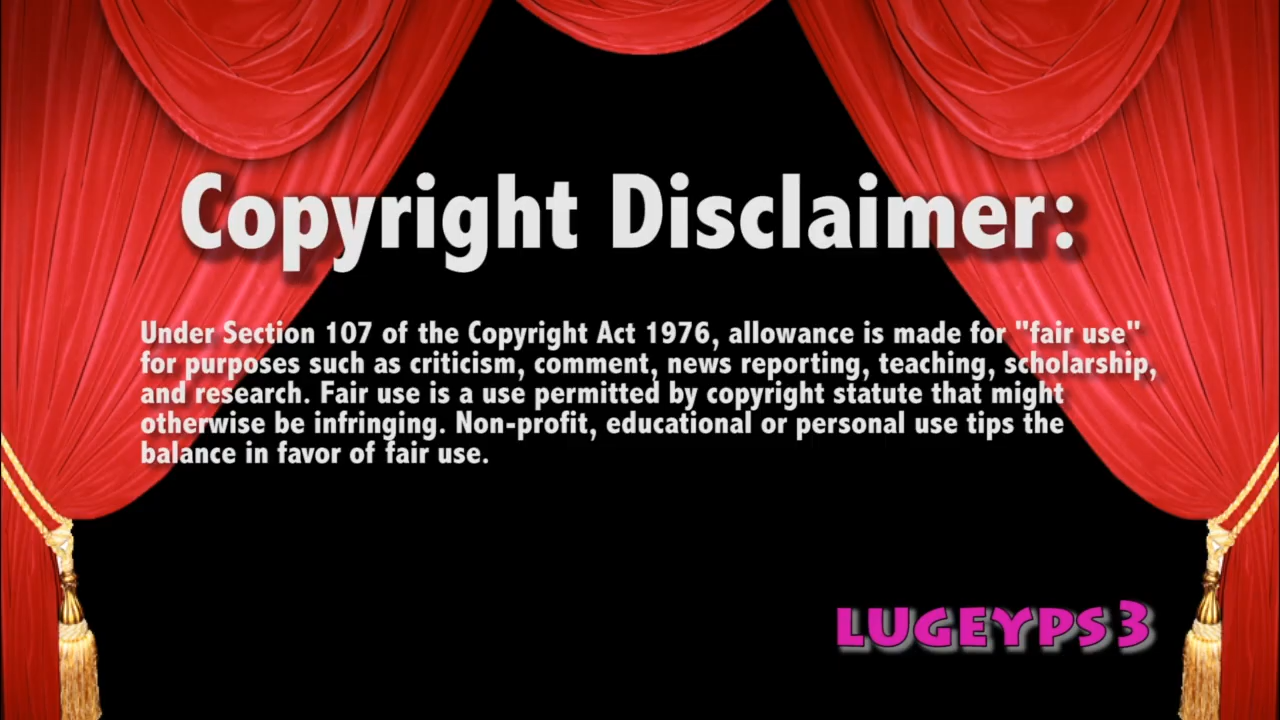 Copyright Disclaimer:
Under Section 107 of the Copyright Act 1976, allowance is made for "fair use"
for purposes such as criticism, comment, news reporting, teaching, scholarship,
and research. Fair use is a use permitted by copyright statute that might
otherwise be infringing. Non-profit, educational or personal use tips the
balance in favor of fair use.
LUGEYPS3